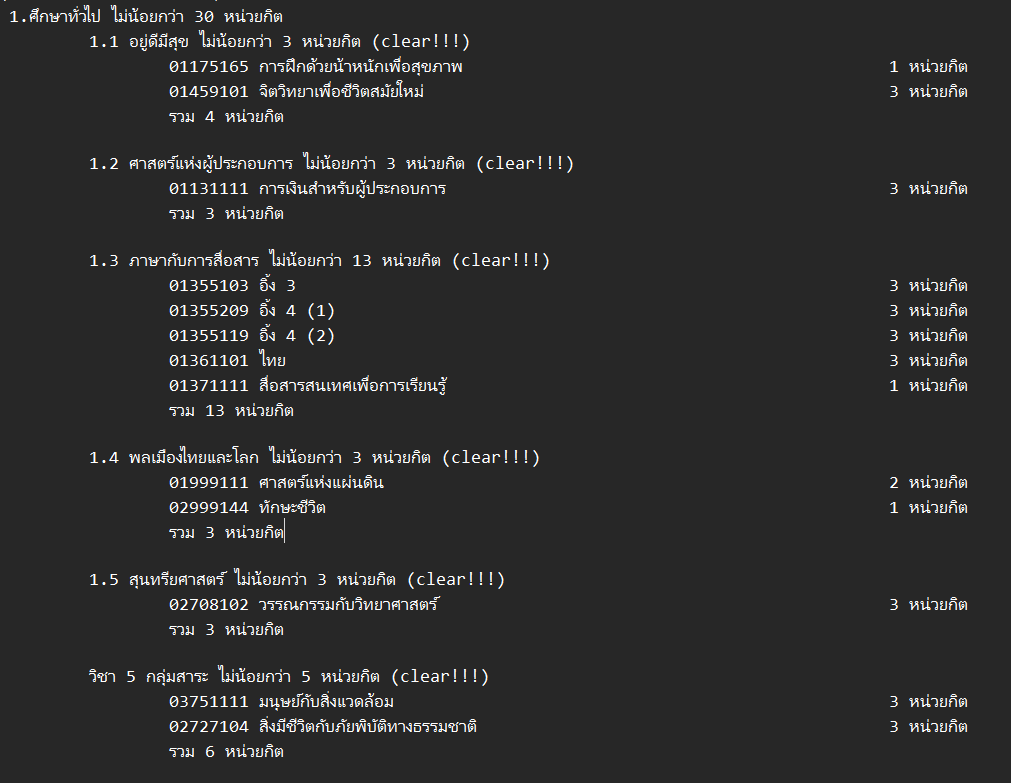 1.ศึกษาทั่วไป ไม่น้อยกว่า 30 หน่วยกิต
1.1 อยู่ดีมีสุข ไม่น้อยกว่า 3 หน่วยกิต (clear!!!)
01175165 การฝึกด้วยน้ำหนักเพื่อสุขภาพ 1 หน่วยกิต
01459101 จิตวิทยาเพื่อชีวิตสมัยใหม่ 3 หน่วยกิต
รวม 4 หน่วยกิต
1.2 ศาสตร์แห่งผู้ประกอบการ ไม่น้อยกว่า 3 หน่วยกิต (clear!!!)
01131111 การเงินสำหรับผู้ประกอบการ 3 หน่วยกิต
รวม 3 หน่วยกิต
1.3 ภาษากับการสื่อสาร ไม่น้อยกว่า 13 หน่วยกิต (clear!!!)
01355103 อิ้ง 3 3 หน่วยกิต
01355209 อิ้ง 4 (1) 3 หน่วยกิต
01355119 อิ้ง 4 (2) 3 หน่วยกิต
01361101 ไทย 3 หน่วยกิต
01371111 สื่อสารสนเทศเพื่อการเรียนรู้ 1 หน่วยกิต
รวม 13 หน่วยกิต
1.4 พลเมืองไทยและโลก ไม่น้อยกว่า 3 หน่วยกิต (clear!!!)
01999111 ศาสตร์แห่งแผ่นดิน 2 หน่วยกิต
02999144 ทักษะชีวิต 1 หน่วยกิต
รวม 3 หน่วยกิต
1.5 สุนทรียศาสตร์ ไม่น้อยกว่า 3 หน่วยกิต (clear!!!)
02708102 วรรณกรรมกับวิทยาศาสตร์ 3 หน่วยกิต
รวม 3 หน่วยกิต
วิชา 5 กลุ่มสาระ ไม่น้อยกว่า 5 หน่วยกิต (clear!!!)
03751111 มนุษย์กับสิ่งแวดล้อม 3 หน่วยกิต
02727104 สิ่งมีชีวิตกับภัยพิบัติทางธรรมชาติ 3 หน่วยกิต
รวม 6 หน่วยกิต